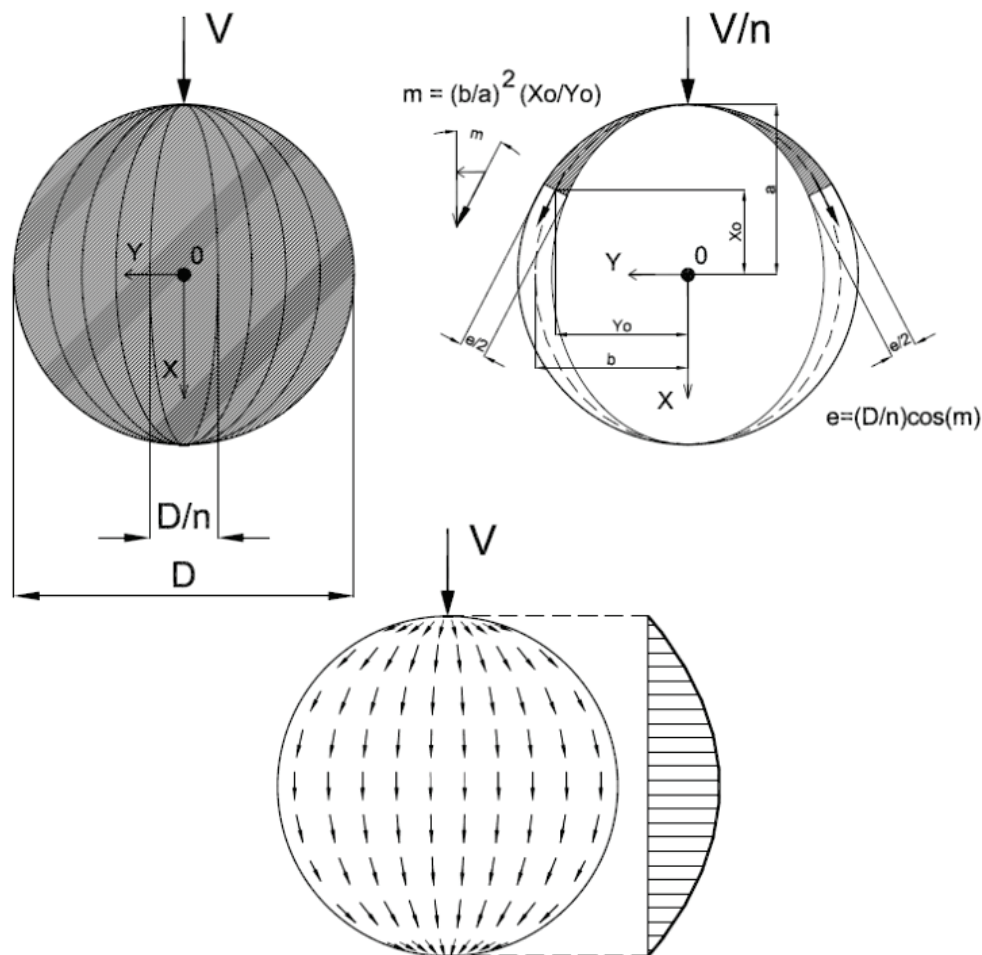 V
Y
0
X
D/n
D
V/n
m = (b/a)² (Xo/Yo)
m
a
Xo
0
Y
Yo
b
X
e/2
e/2
e=(D/n)cos(m)
V